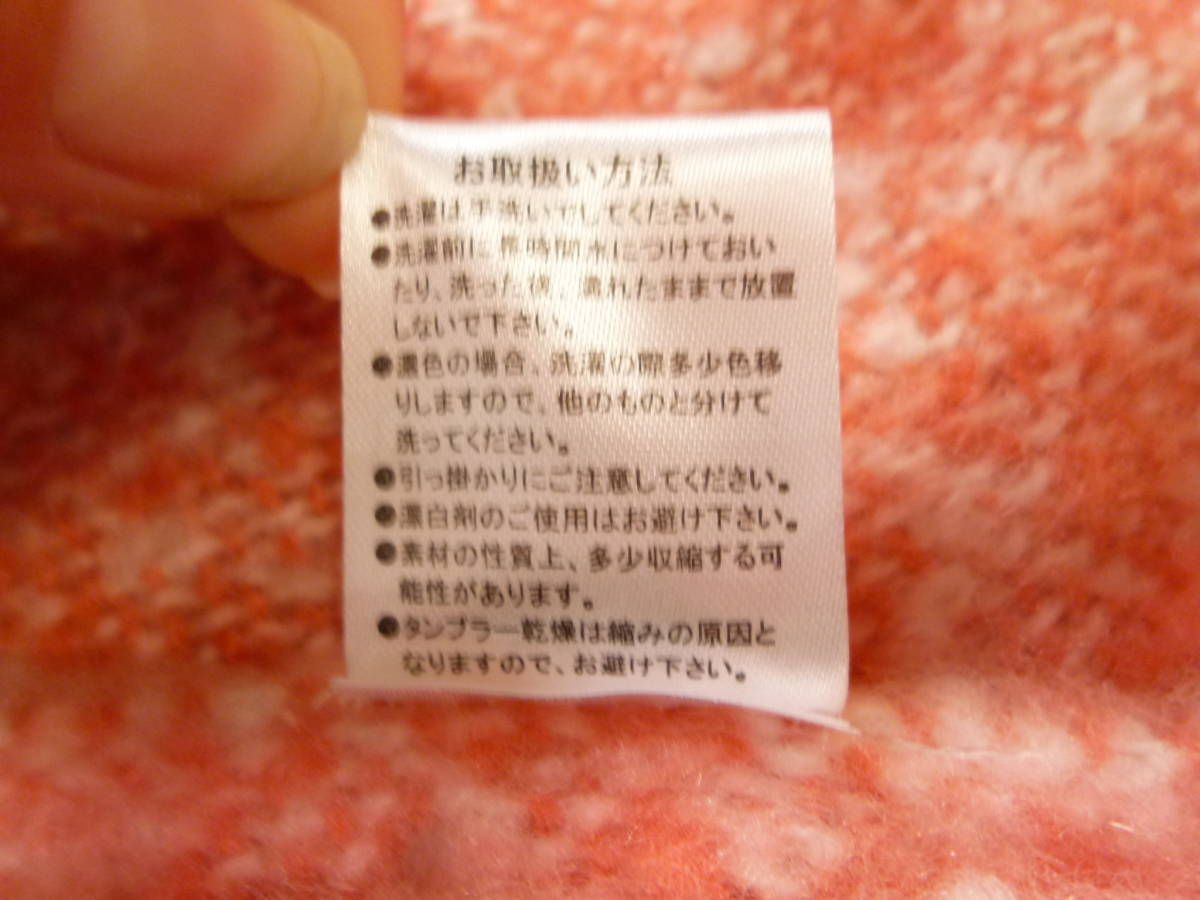 お取扱い方法
●洗濯は手洗いでしてください。
●洗濯前に長時間水につけておい
たり、洗った後、濡れたままで放置
しないで下さい。
●濃色の場合、洗濯の際多少色移
りしますので、他のものと分けて
洗ってください。
●引っ掛かりにご注意してください。
●漂白剤のご使用はお避け下さい。
●素材の性質上、多少収縮する可
能性があります。
●タンブラー乾燥は縮みの原因と
なりますので、お避け下さい。